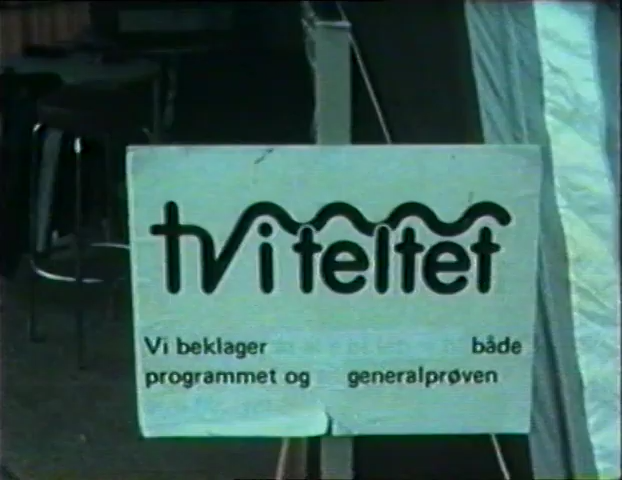 tv i teltet
Vi beklager både
programmet og generalprøven